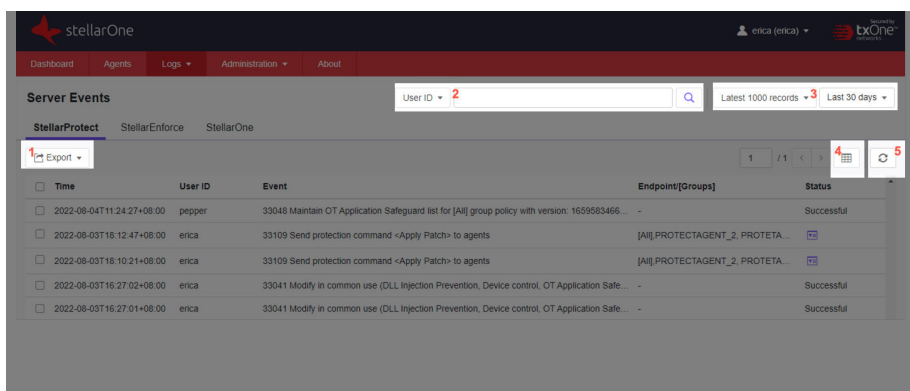 stellarOne
erica (erica)
Secured by
txOne
networks
Dashboard Agents Logs Administration About
Server Events
User ID 2
Latest 1000 records 3 Last 30 days
StellarProtect StellarEnforce StellarOne
1 Export
1 / 1 < > 4 5
Time User ID Event Endpoint/[Groups] Status
2022-08-04T11:24:27+08:00 pepper 33048 Maintain OT Application Safeguard list for [All] group policy with version: 1659583466... - Successful
2022-08-03T18:12:47+08:00 erica 33109 Send protection command <Apply Patch> to agents [All],PROTECTAGENT_2, PROTETA...
2022-08-03T18:10:21+08:00 erica 33109 Send protection command <Apply Patch> to agents [All],PROTECTAGENT_2, PROTETA...
2022-08-03T16:27:02+08:00 erica 33041 Modify in common use (DLL Injection Prevention, Device control, OT Application Safe... - Successful
2022-08-03T16:27:01+08:00 erica 33041 Modify in common use (DLL Injection Prevention, Device control, OT Application Safe... - Successful